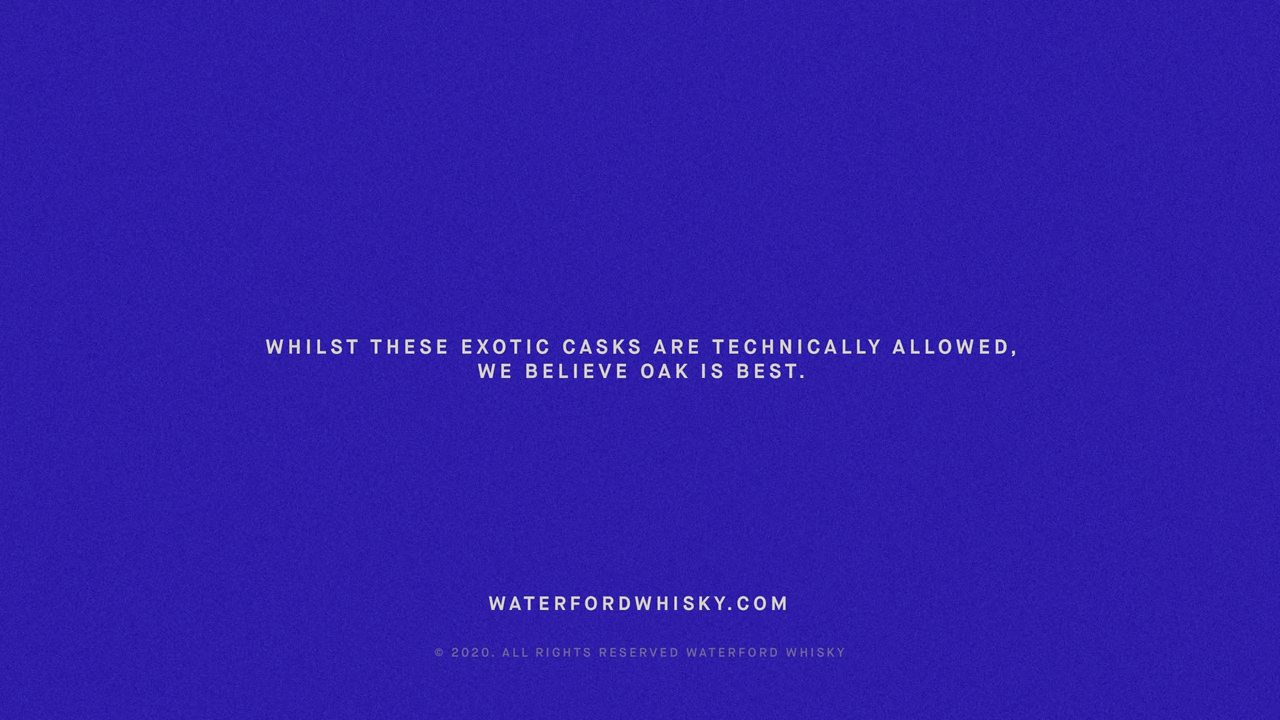 WHILST THESE EXOTIC CASKS ARE TECHNICALLY ALLOWED,
WE BELIEVE OAK IS BEST.
WATERFORDWHISKY.COM
© 2020. ALL RIGHTS RESERVED WATERFORD WHISKY